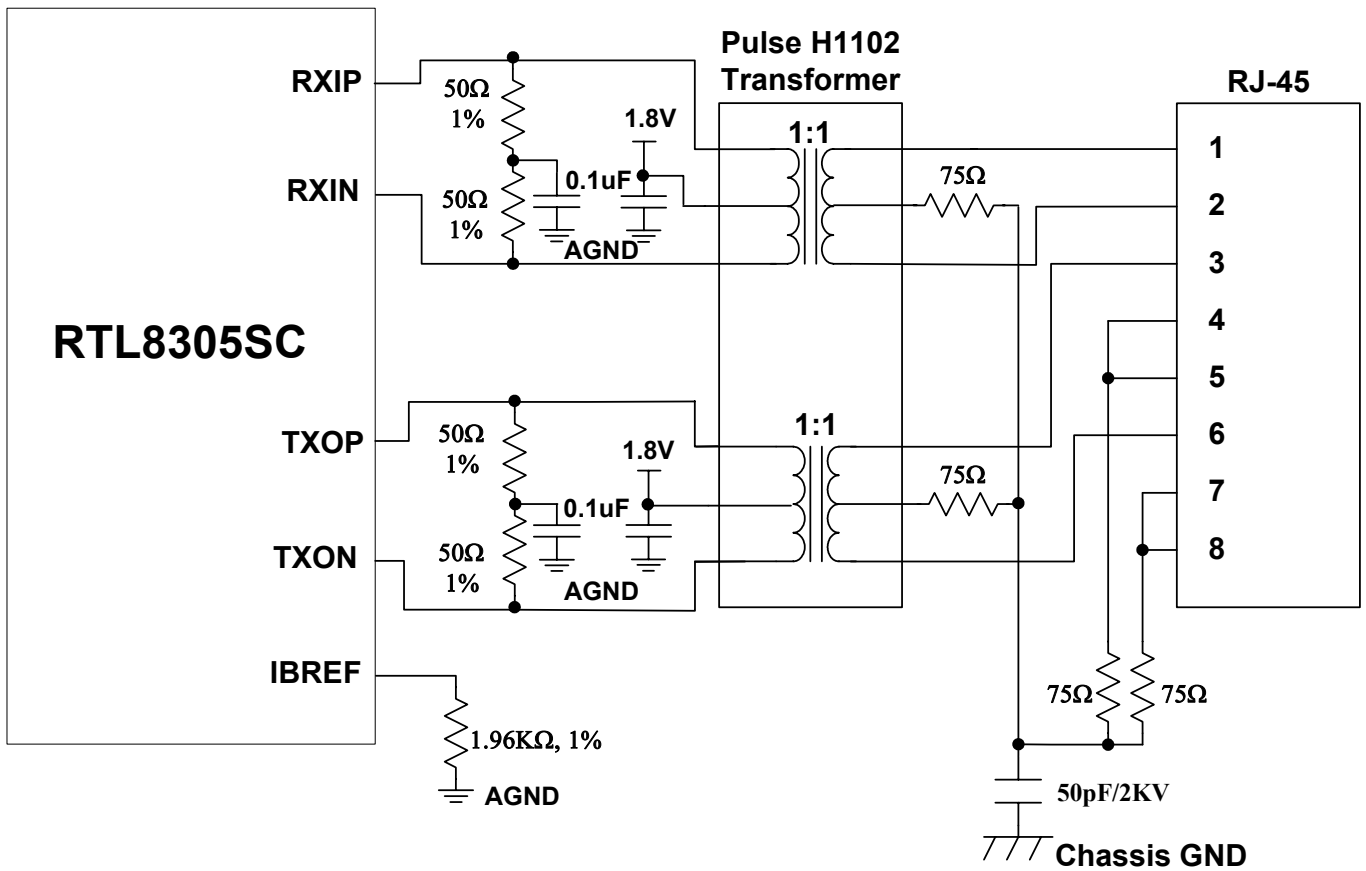 Pulse H1102
Transformer
RJ-45
RXIP
50Ω
1%
1.8V
1:1
1
75Ω
RXIN
50Ω
1%
0.1uF
2
AGND
3
RTL8305SC
4
5
TXOP
50Ω
1%
1.8V
1:1
6
75Ω
7
0.1uF
TXON
50Ω
1%
8
AGND
IBREF
75Ω
75Ω
1.96KΩ, 1%
AGND
50pF/2KV
Chassis GND